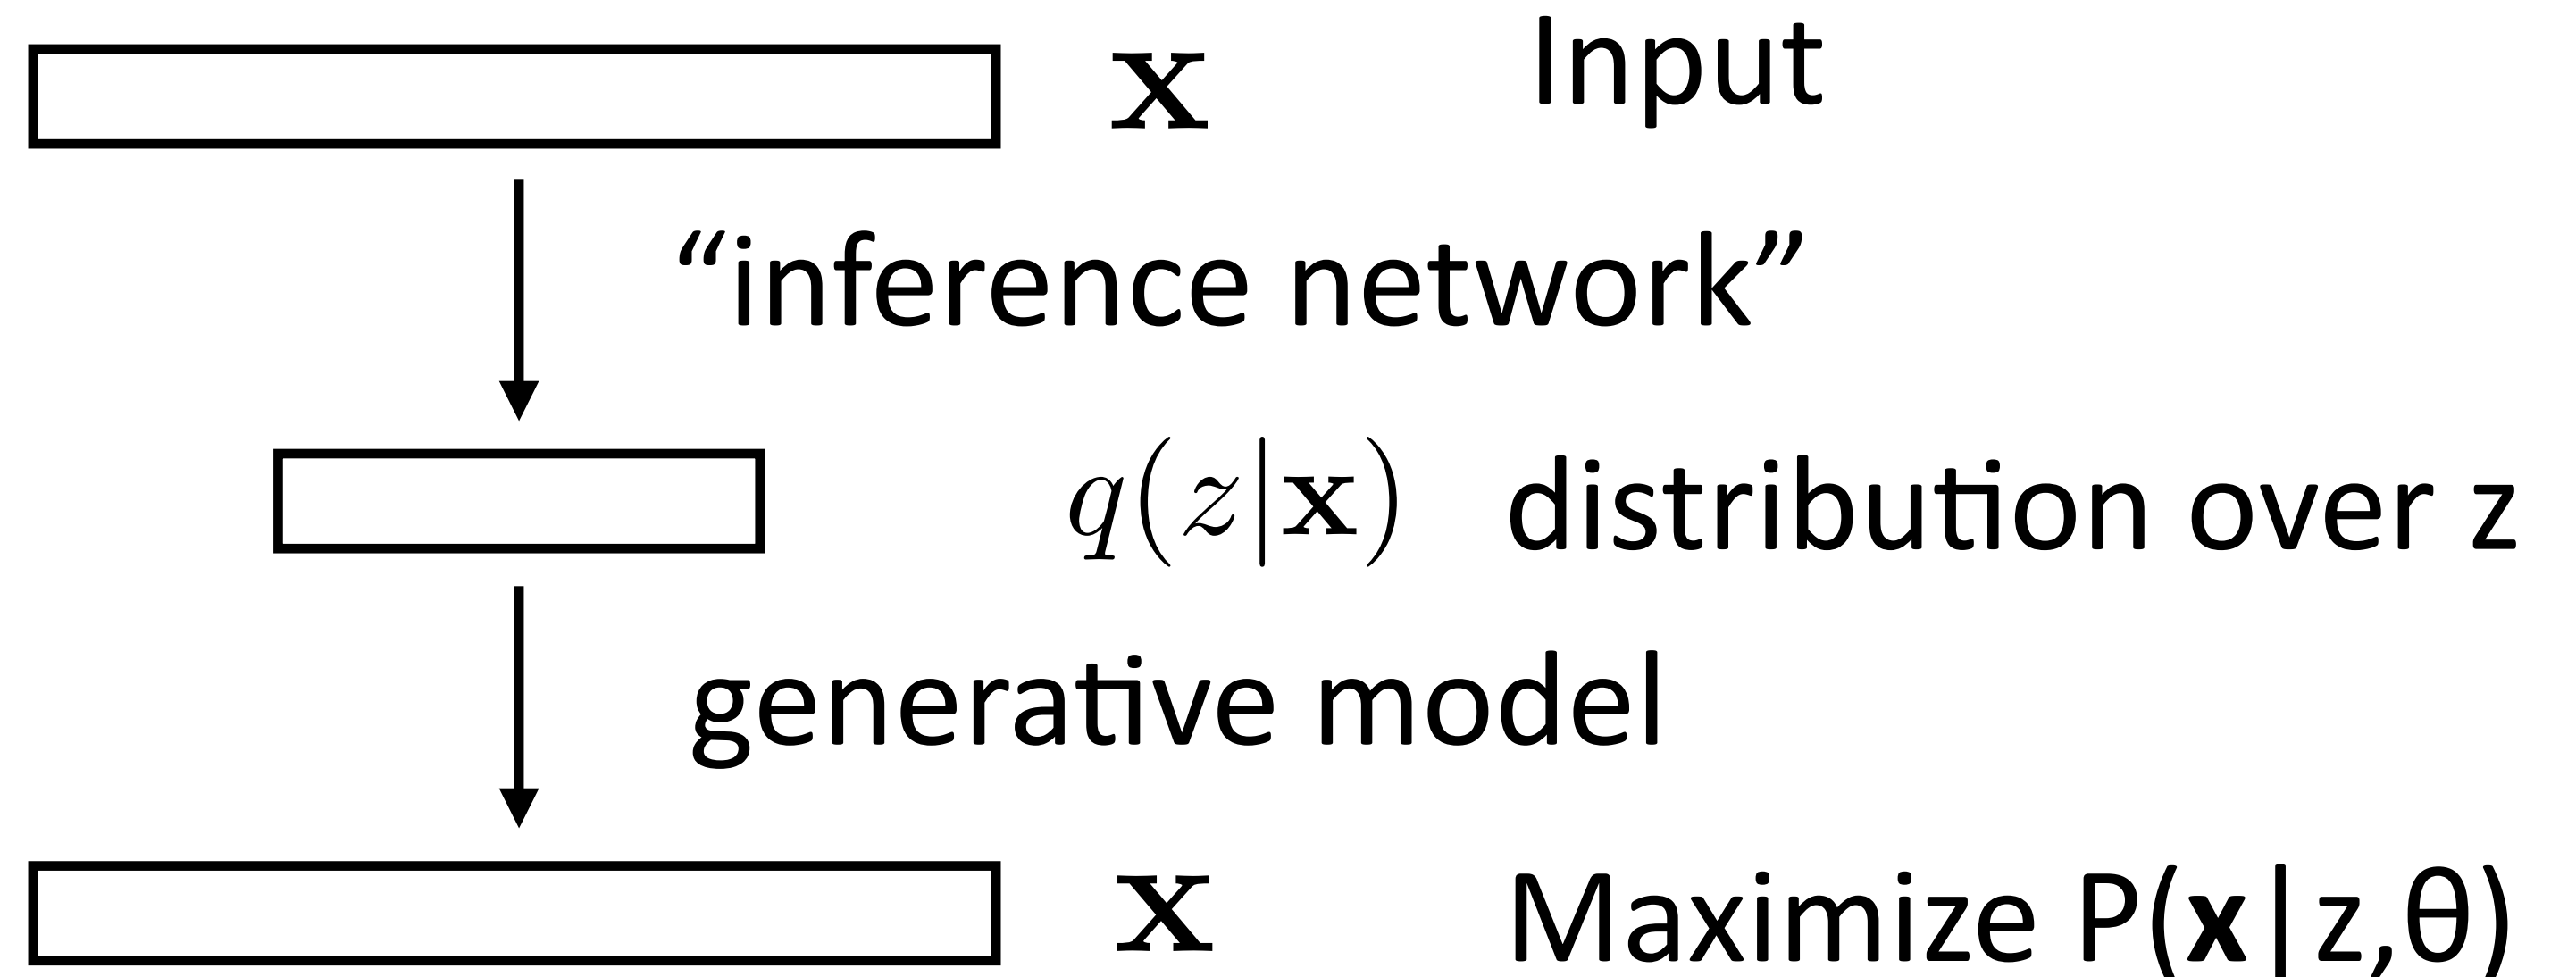 x Input
“inference network”
q(z|x) distribution over z
generative model
x Maximize P(x|z,θ)